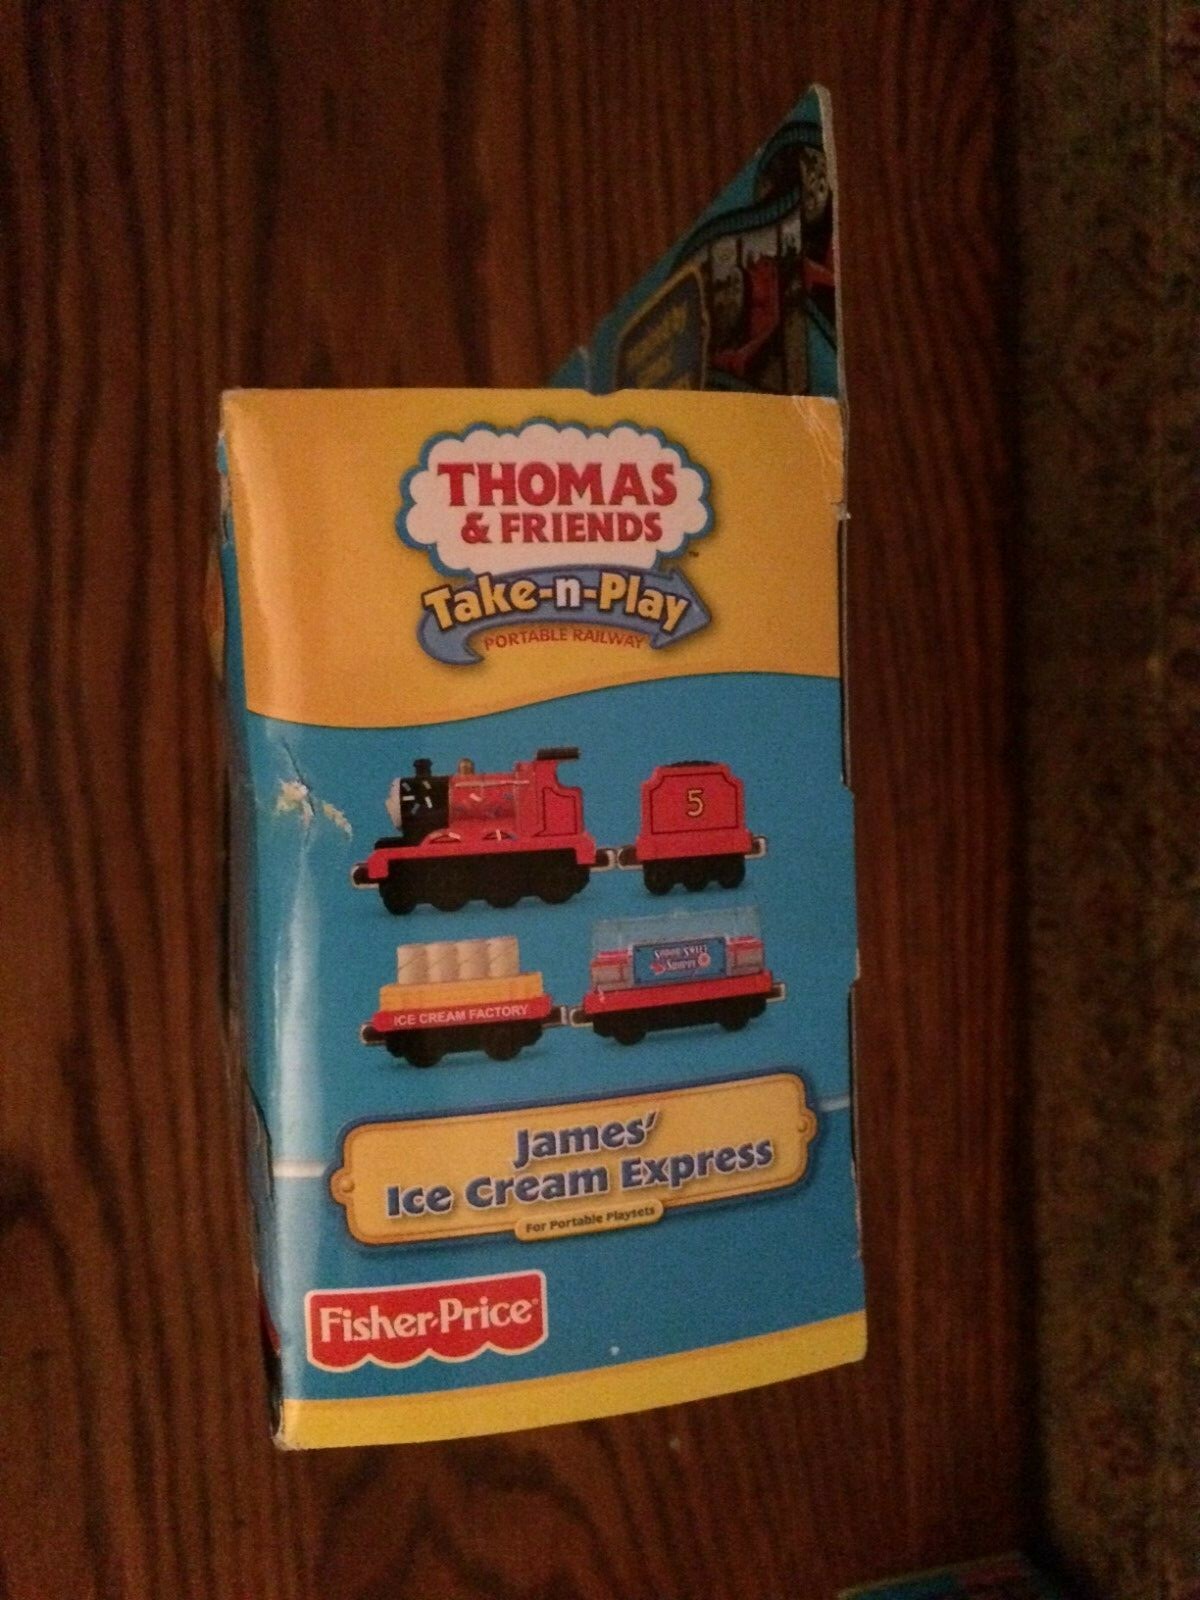 THOMAS
& FRIENDS
™
Take-n-Play
PORTABLE RAILWAY
5
ICE CREAM FACTORY
James'
Ice Cream Express
For Portable Playsets
Fisher-Price®